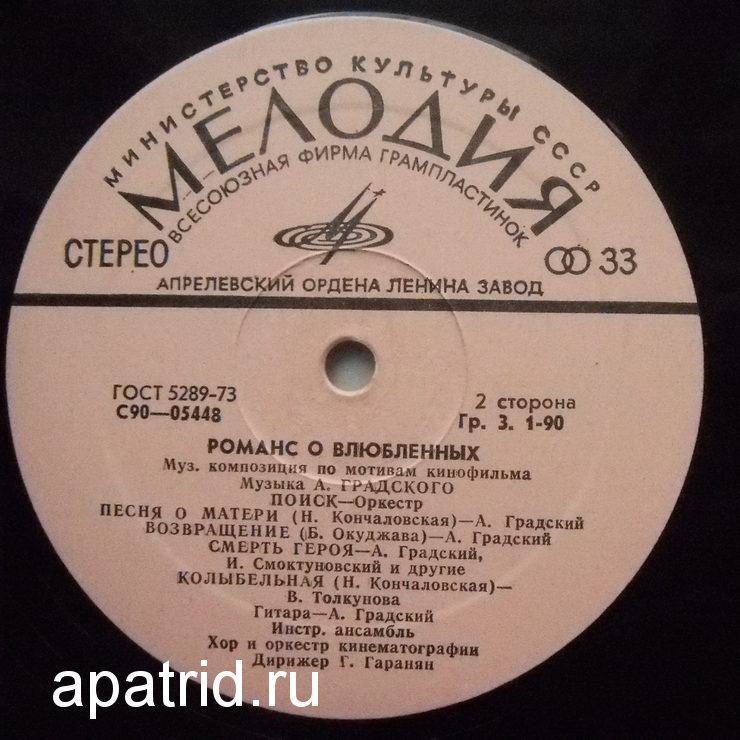 МИНИСТЕРСТВО КУЛЬТУРЫ СССР
МЕЛОДИЯ
ВСЕСОЮЗНАЯ ФИРМА ГРАМПЛАСТИНОК
СТЕРЕО
33
АПРЕЛЕВСКИЙ ОРДЕНА ЛЕНИНА ЗАВОД
ГОСТ 5289-73
С90—05448
2 сторона
Гр. 3. 1-90
РОМАНС О ВЛЮБЛЕННЫХ
Муз. композиция по мотивам кинофильма
Музыка А. ГРАДСКОГО
ПОИСК—Оркестр
ПЕСНЯ О МАТЕРИ (Н. Кончаловская)—А. Градский
ВОЗВРАЩЕНИЕ (Б. Окуджава)—А. Градский
СМЕРТЬ ГЕРОЯ—А. Градский,
И. Смоктуновский и другие
КОЛЫБЕЛЬНАЯ (Н. Кончаловская)—
В. Толкунова
Гитара—А. Градский
Инстр. ансамбль
Хор и оркестр кинематографии
Дирижер Г. Гаранян
apatrid.ru